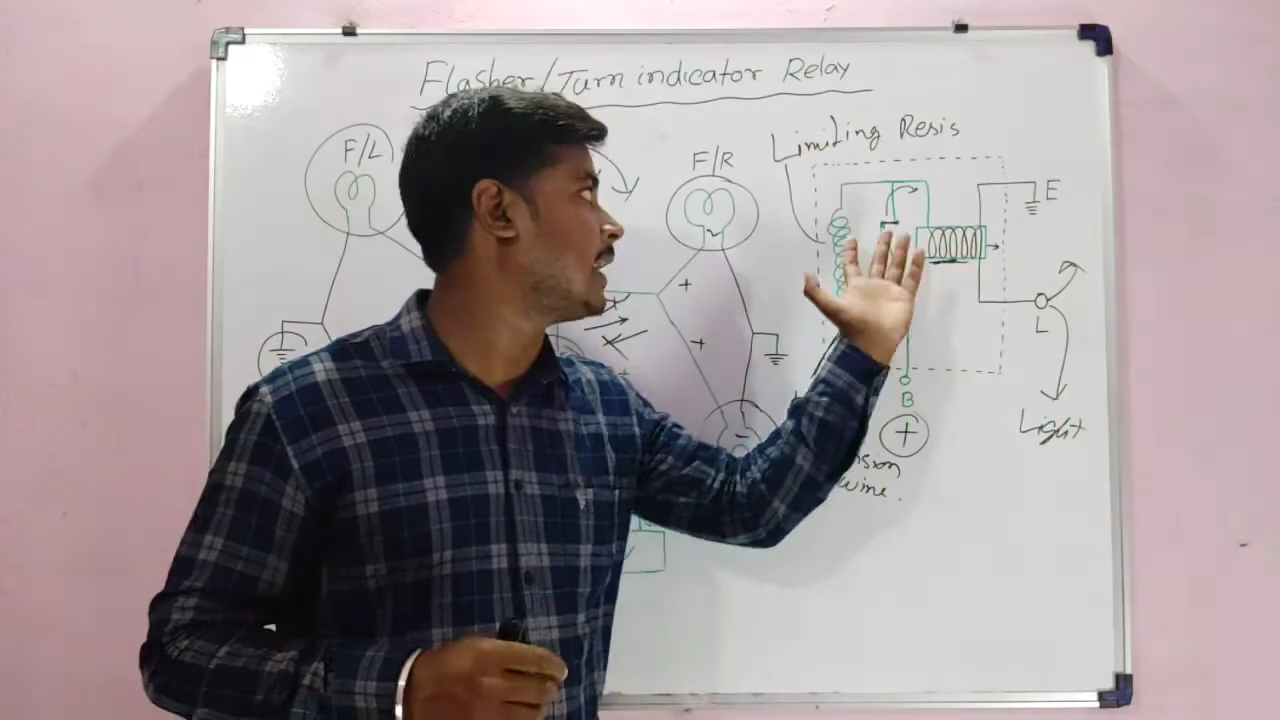 Flasher/Turn indicator Relay
F/L
F/R
Limiting Resis
E
L
+
+
B
+
Light
wire.